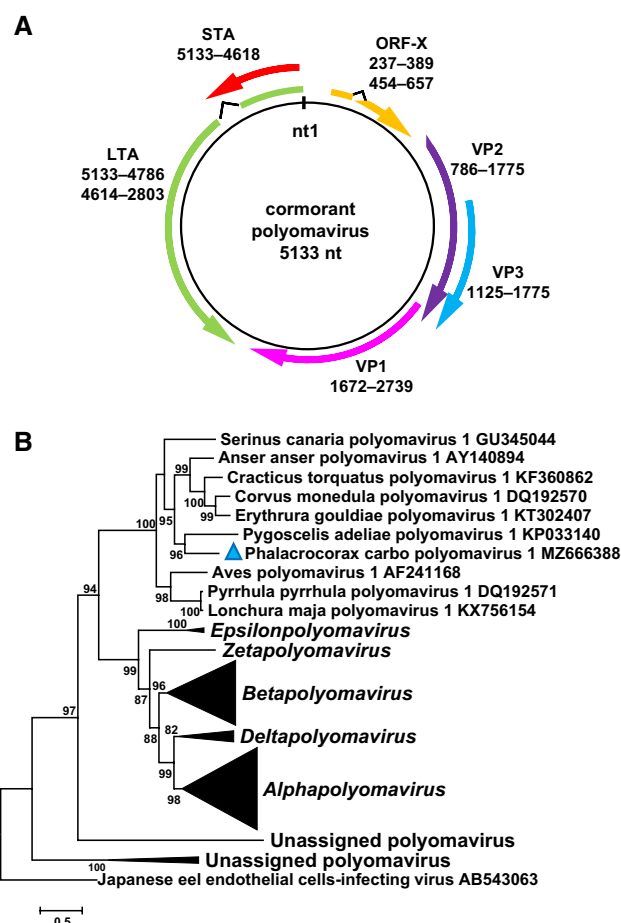 A
STA
5133–4618
ORF-X
237–389
454–657
nt1
LTA
5133–4786
4614–2803
VP2
786–1775
cormorant
polyomavirus
5133 nt
VP3
1125–1775
VP1
1672–2739
B
Serinus canaria polyomavirus 1 GU345044
Anser anser polyomavirus 1 AY140894
99
Cracticus torquatus polyomavirus 1 KF360862
100
Corvus monedula polyomavirus 1 DQ192570
99
Erythrura gouldiae polyomavirus 1 KT302407
100
95
Pygoscelis adeliae polyomavirus 1 KP033140
96
Phalacrocorax carbo polyomavirus 1 MZ666388
Aves polyomavirus 1 AF241168
98
Pyrrhula pyrrhula polyomavirus 1 DQ192571
100
Lonchura maja polyomavirus 1 KX756154
94
100
Epsilonpolyomavirus
99
Zetapolyomavirus
96
87
Betapolyomavirus
97
82
88
Deltapolyomavirus
99
98
Alphapolyomavirus
Unassigned polyomavirus
100
Unassigned polyomavirus
Japanese eel endothelial cells-infecting virus AB543063
0.5